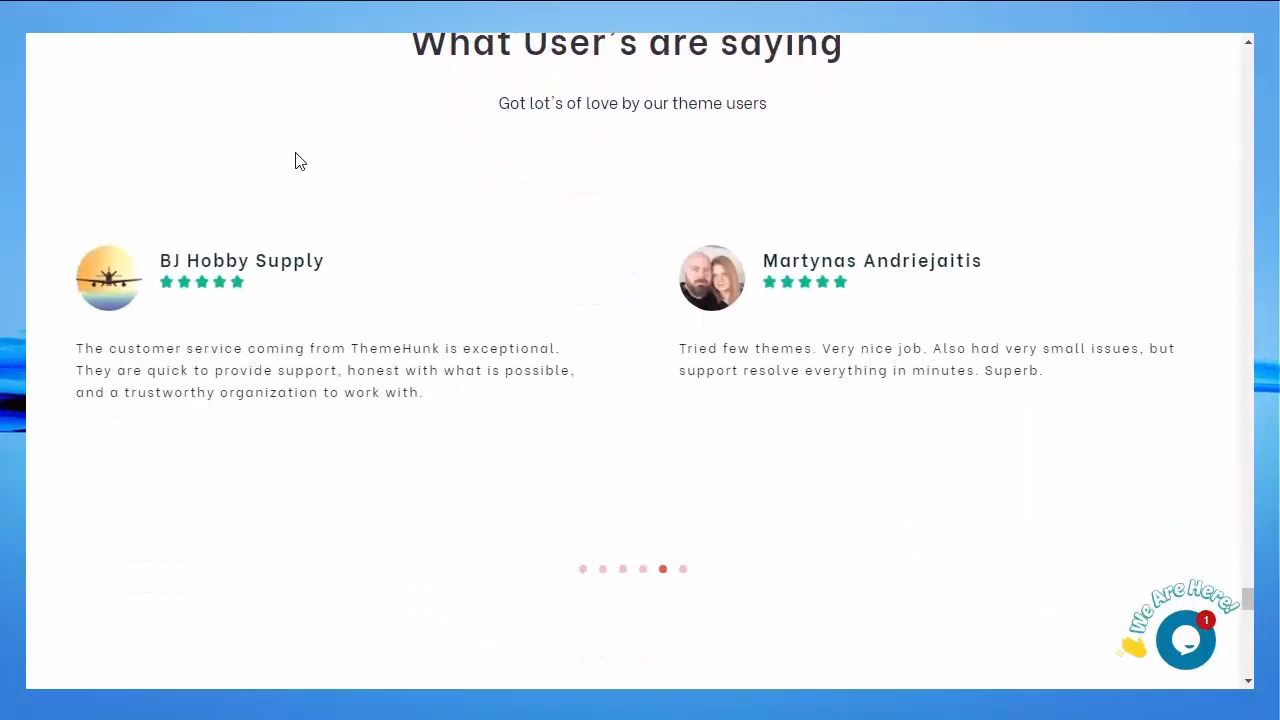 What User's are saying
Got lot's of love by our theme users
BJ Hobby Supply
The customer service coming from ThemeHunk is exceptional.
They are quick to provide support, honest with what is possible,
and a trustworthy organization to work with.
Martynas Andriejaitis
Tried few themes. Very nice job. Also had very small issues, but
support resolve everything in minutes. Superb.
We Are Here!
1